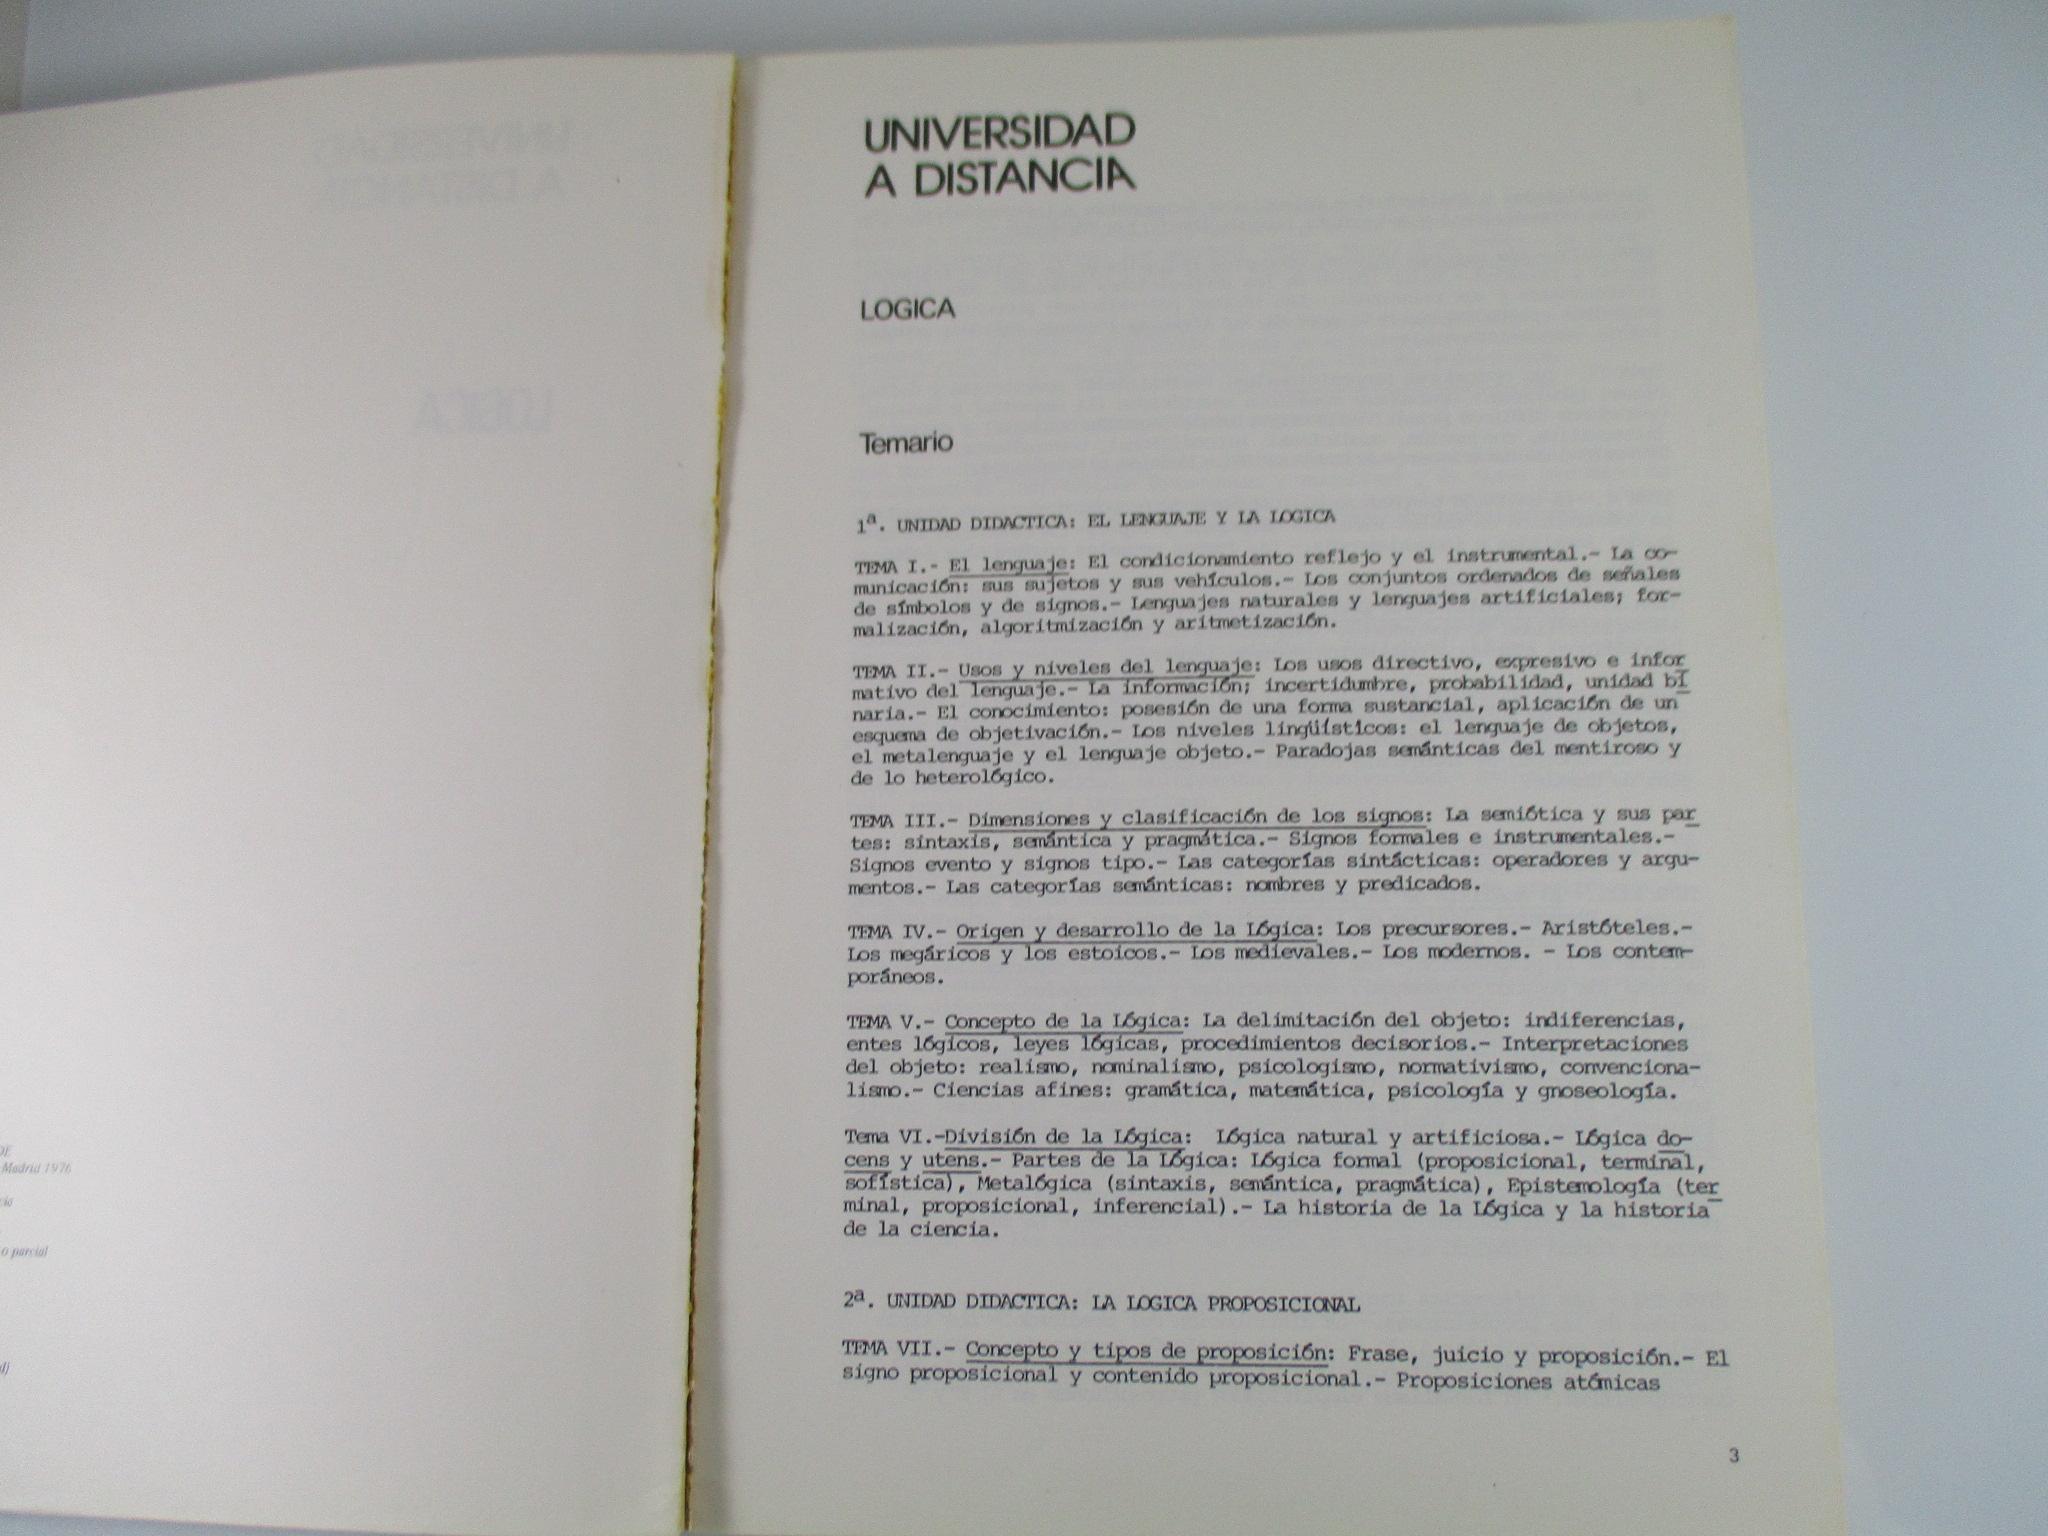 DE
Madrid 1976
o parcial
UNIVERSIDAD
A DISTANCIA
LOGICA
Temario
1ª. UNIDAD DIDACTICA: EL LENGUAJE Y LA LOGICA
TEMA I.- El lenguaje: El condicionamiento reflejo y el instrumental.- La co-
municación: sus sujetos y sus vehículos.- Los conjuntos ordenados de señales
de símbolos y de signos.- Lenguajes naturales y lenguajes artificiales; for-
malización, algoritmización y aritmetización.
TEMA II.- Usos y niveles del lenguaje: Los usos directivo, expresivo e infor
mativo del lenguaje.- La información; incertidumbre, probabilidad, unidad bi
naria.- El conocimiento: posesión de una forma sustancial, aplicación de un
esquema de objetivación.- Los niveles lingüísticos: el lenguaje de objetos,
el metalenguaje y el lenguaje objeto.- Paradojas semánticas del mentiroso y
de lo heterológico.
TEMA III.- Dimensiones y clasificación de los signos: La semiótica y sus par
tes: sintaxis, semántica y pragmática.- Signos formales e instrumentales.-
Signos evento y signos tipo.- Las categorías sintácticas: operadores y argu-
mentos.- Las categorías semánticas: nombres y predicados.
TEMA IV.- Origen y desarrollo de la Lógica: Los precursores.- Aristóteles.-
Los megáricos y los estoicos.- Los medievales.- Los modernos. - Los contem-
poráneos.
TEMA V.- Concepto de la Lógica: La delimitación del objeto: indiferencias,
entes lógicos, leyes lógicas, procedimientos decisorios.- Interpretaciones
del objeto: realismo, nominalismo, psicologismo, normativismo, convenciona-
lismo.- Ciencias afines: gramática, matemática, psicología y gnoseología.
Tema VI.-División de la Lógica: Lógica natural y artificiosa.- Lógica do-
cens y utens.- Partes de la Lógica: Lógica formal (proposicional, terminal,
sofística), Metalógica (sintaxis, semántica, pragmática), Epistemología (ter
minal, proposicional, inferencial).- La historia de la Lógica y la historia
de la ciencia.
2ª. UNIDAD DIDACTICA: LA LOGICA PROPOSICIONAL
TEMA VII.- Concepto y tipos de proposición: Frase, juicio y proposición.- El
signo proposicional y contenido proposicional.- Proposiciones atómicas
3